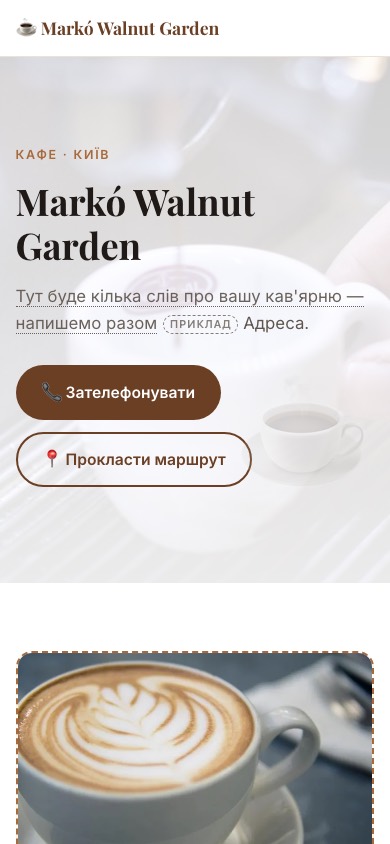 Markó Walnut Garden
КАФЕ · КИЇВ
Markó Walnut
Garden
Тут буде кілька слів про вашу кав'ярню —
напишемо разом ПРИКЛАД Адреса.
Зателефонувати
Прокласти маршрут